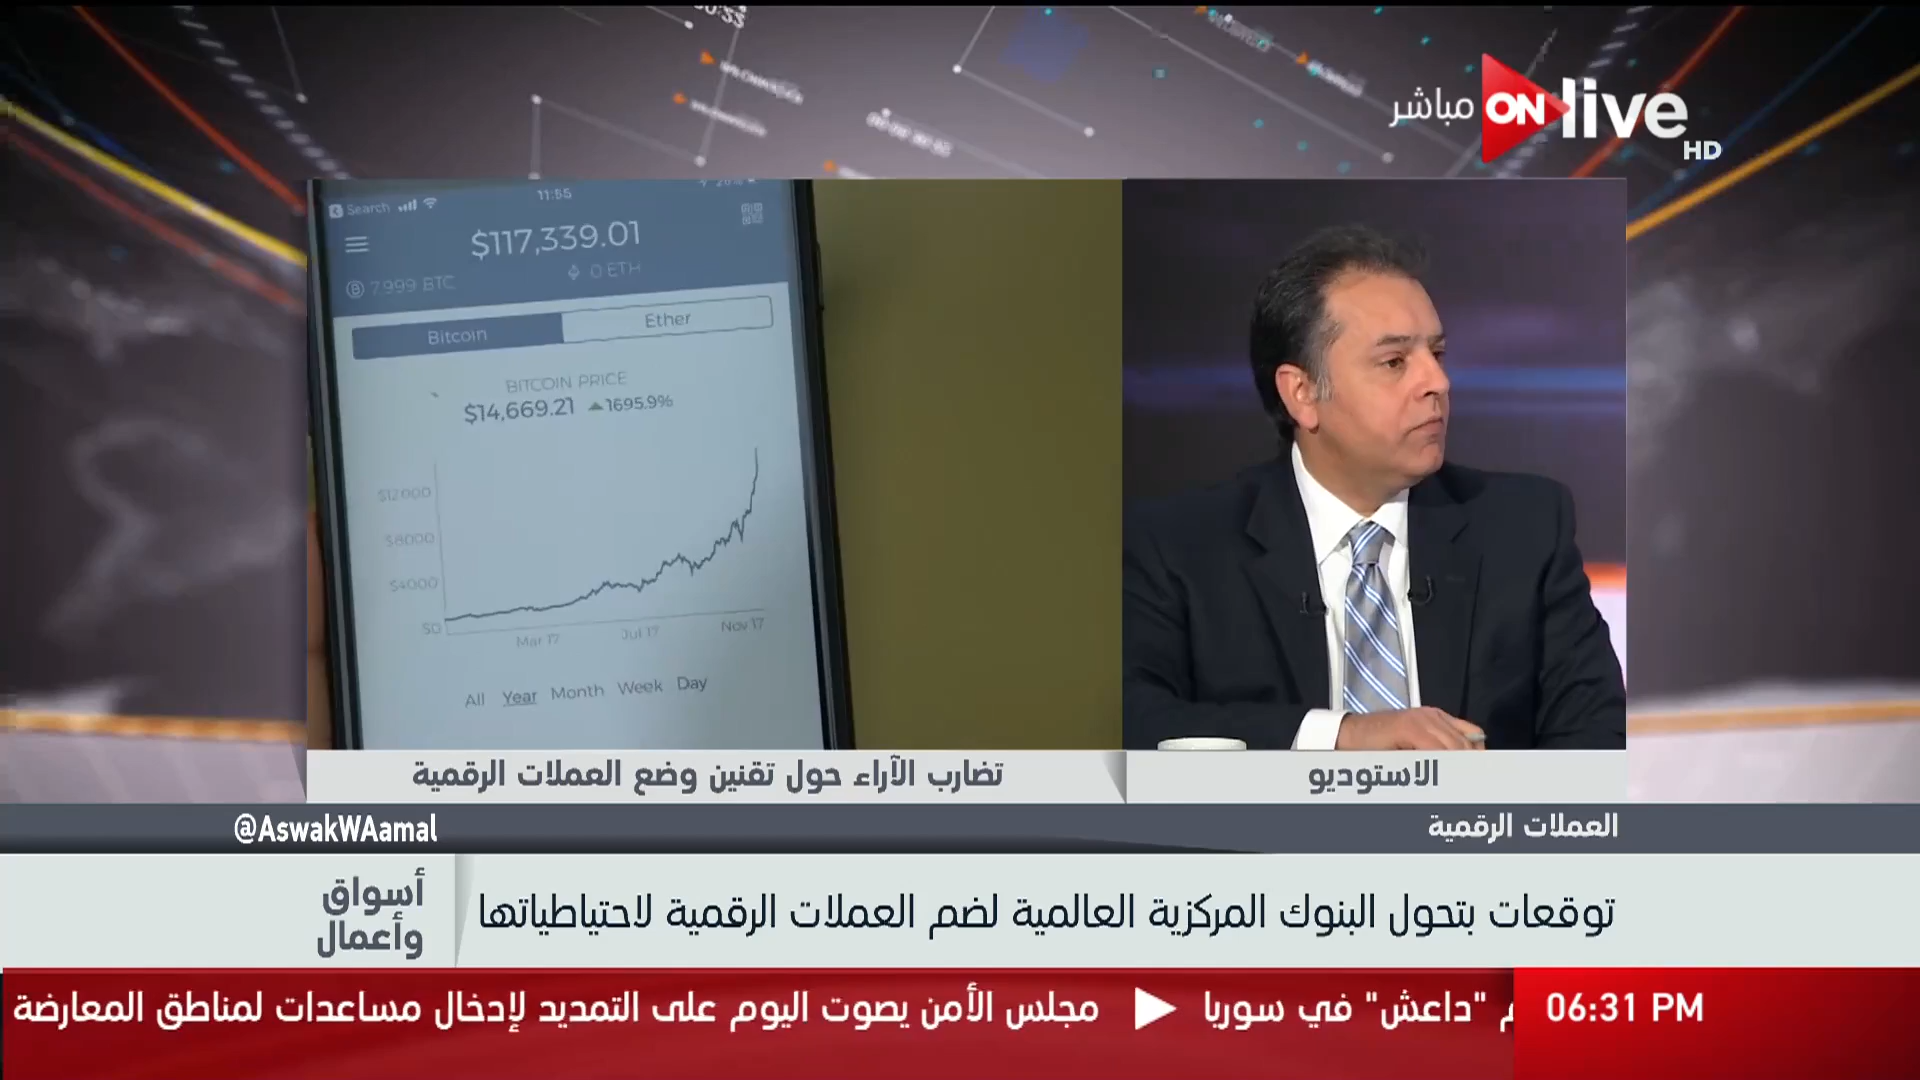 مباشر ON live
HD
Search
11:55
$117,339.01
7.999 BTC
0 ETH
Bitcoin
Ether
BITCOIN PRICE
$14,669.21 1695.9%
$12000
$8000
$4000
$0
Mar 17 Jul 17 Nov 17
All Year Month Week Day
الاستوديو
تضارب الآراء حول تقنين وضع العملات الرقمية
العملات الرقمية
@AswakWAamal
توقعات بتحول البنوك المركزية العالمية لضم العملات الرقمية لاحتياطياتها
أسواق
وأعمال
06:31 PM
"داعش" في سوريا
مجلس الأمن يصوت اليوم على التمديد لإدخال مساعدات لمناطق المعارضة